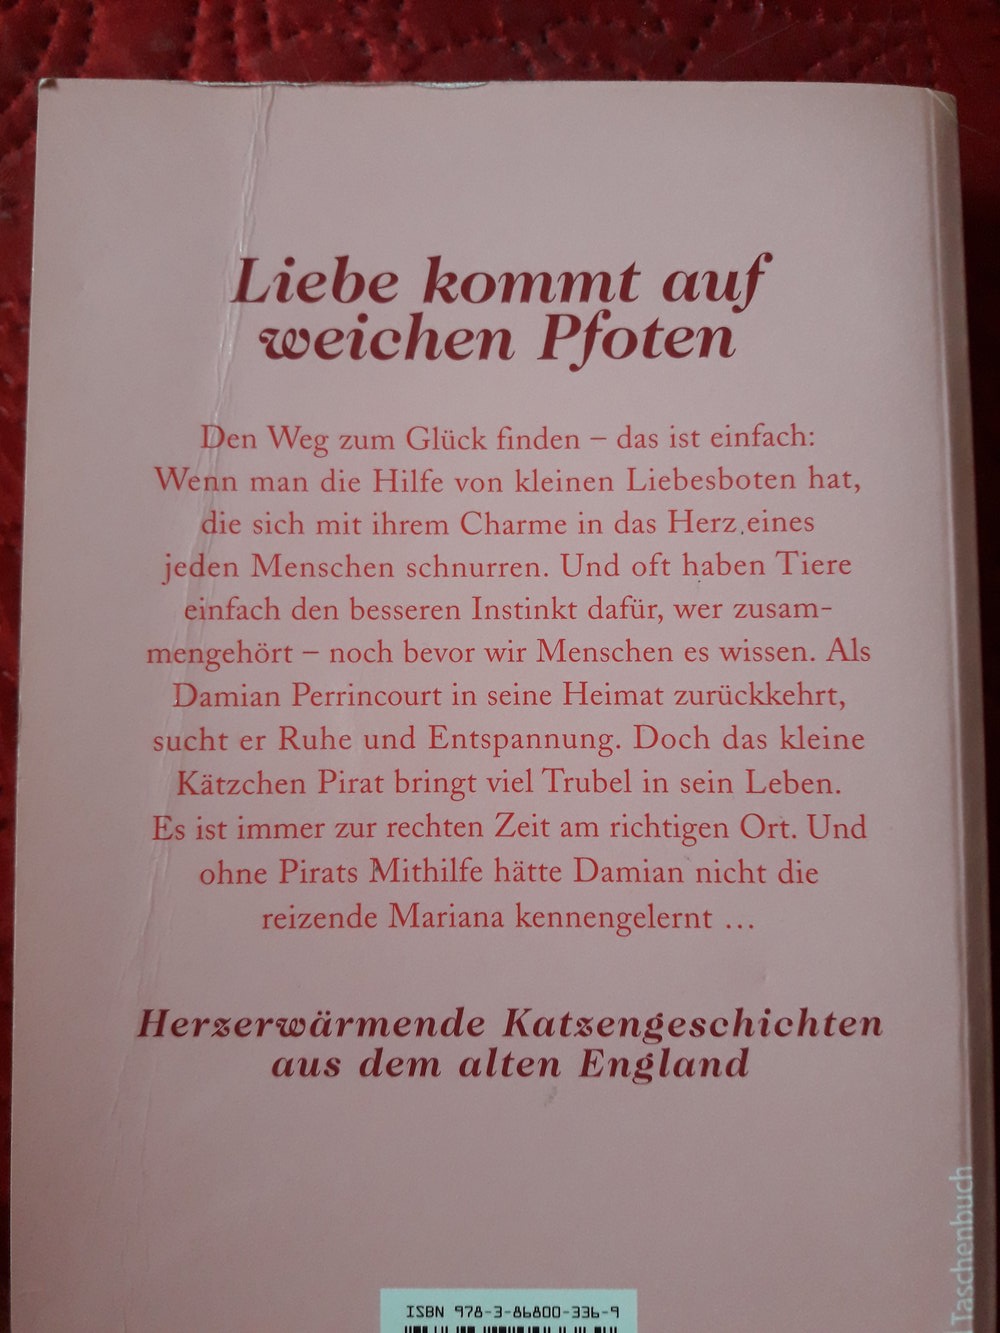 Liebe kommt auf
weichen Pfoten
Den Weg zum Glück finden – das ist einfach:
Wenn man die Hilfe von kleinen Liebesboten hat,
die sich mit ihrem Charme in das Herz eines
jeden Menschen schnurren. Und oft haben Tiere
einfach den besseren Instinkt dafür, wer zusam-
mengehört – noch bevor wir Menschen es wissen. Als
Damian Perrincourt in seine Heimat zurückkehrt,
sucht er Ruhe und Entspannung. Doch das kleine
Kätzchen Pirat bringt viel Trubel in sein Leben.
Es ist immer zur rechten Zeit am richtigen Ort. Und
ohne Pirats Mithilfe hätte Damian nicht die
reizende Mariana kennengelernt …
Herzerwärmende Katzengeschichten
aus dem alten England
Taschenbuch
ISBN 978-3-86800-336-9